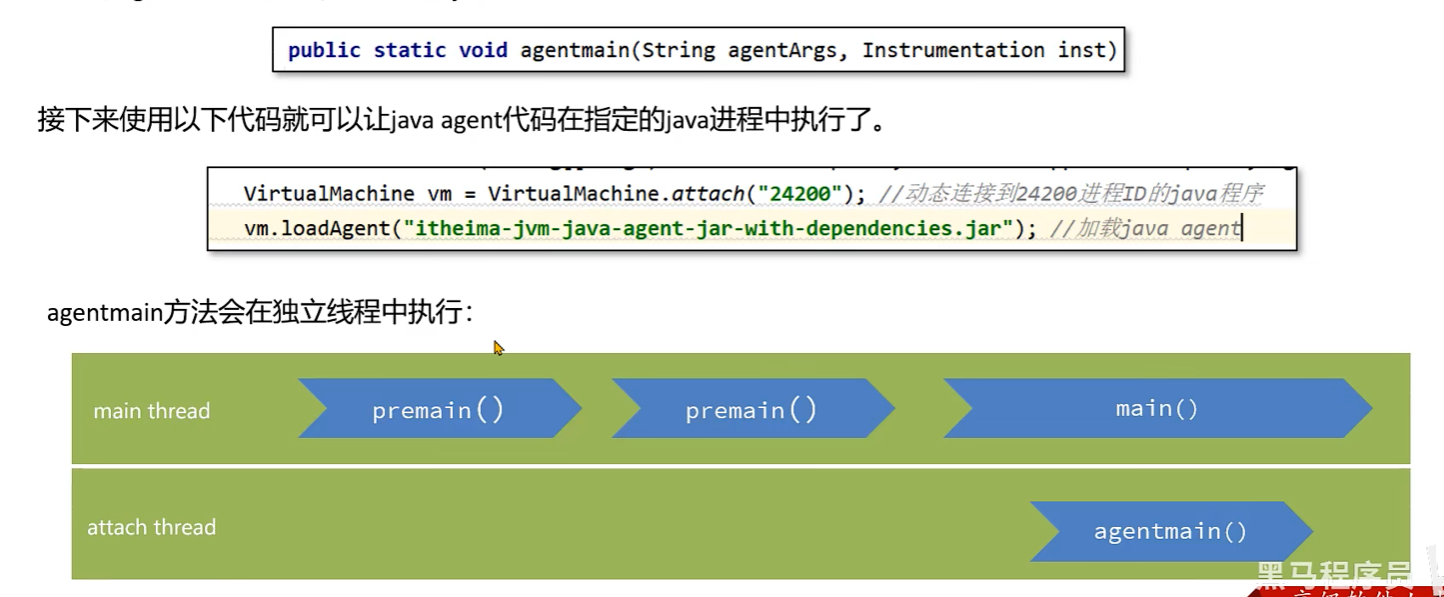 public static void agentmain(String agentArgs, Instrumentation inst)
接下来使用以下代码就可以让java agent代码在指定的java进程中执行了。
VirtualMachine vm = VirtualMachine.attach("24200"); //动态连接到24200进程ID的java程序
vm.loadAgent("itheima-jvm-java-agent-jar-with-dependencies.jar"); //加载java agent
agentmain方法会在独立线程中执行：
main thread
premain()
premain()
main()
attach thread
agentmain()
黑马程序员